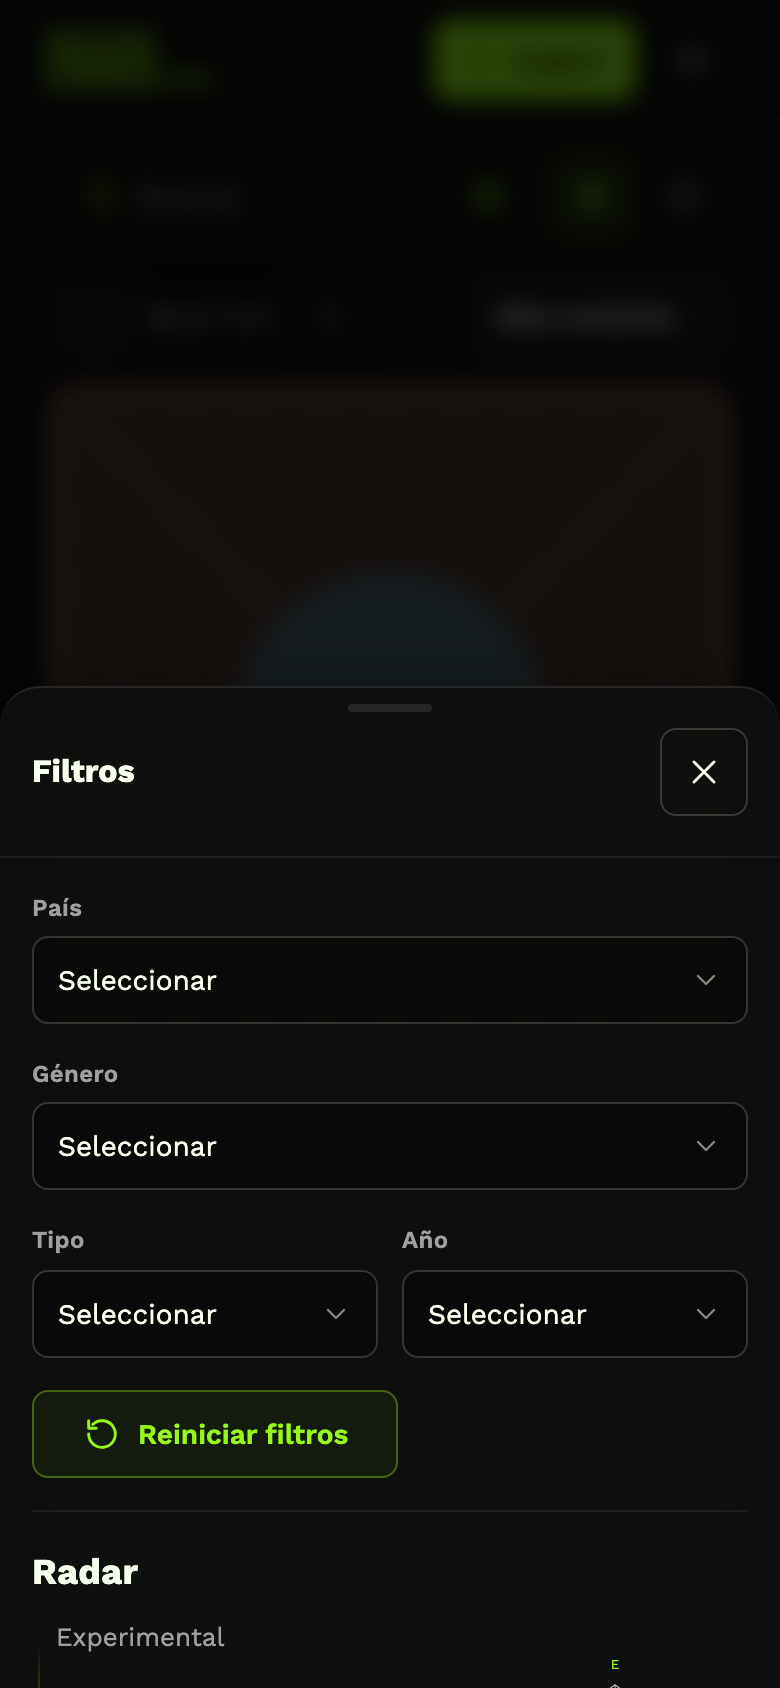 Filtros
País
Seleccionar
Género
Seleccionar
Tipo
Año
Seleccionar
Seleccionar
Reiniciar filtros
Radar
Experimental
E